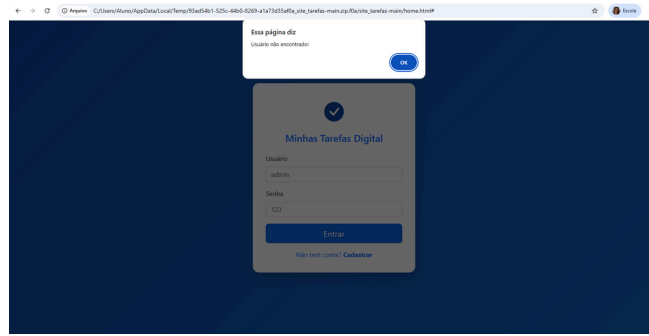 Arquivo C:/Users/Aluno/AppData/Local/Temp/93ad54b1-525c-44b0-8269-a1a73d35af0a_site_tarefas-main.zip.f0a/site_tarefas-main/home.html#
Escola
Essa página diz
Usuário não encontrado!
OK
Minhas Tarefas Digital
Usuário
admin
Senha
123
Entrar
Não tem conta? Cadastrar